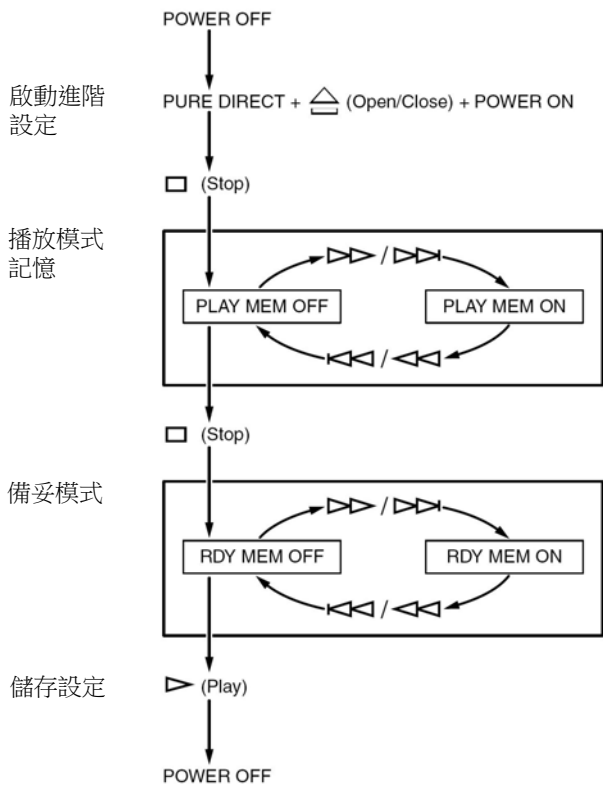 POWER OFF
啟動進階
設定
PURE DIRECT + (Open/Close) + POWER ON
(Stop)
播放模式
記憶
/
PLAY MEM OFF
PLAY MEM ON
/
(Stop)
備妥模式
/
RDY MEM OFF
RDY MEM ON
/
儲存設定
(Play)
POWER OFF